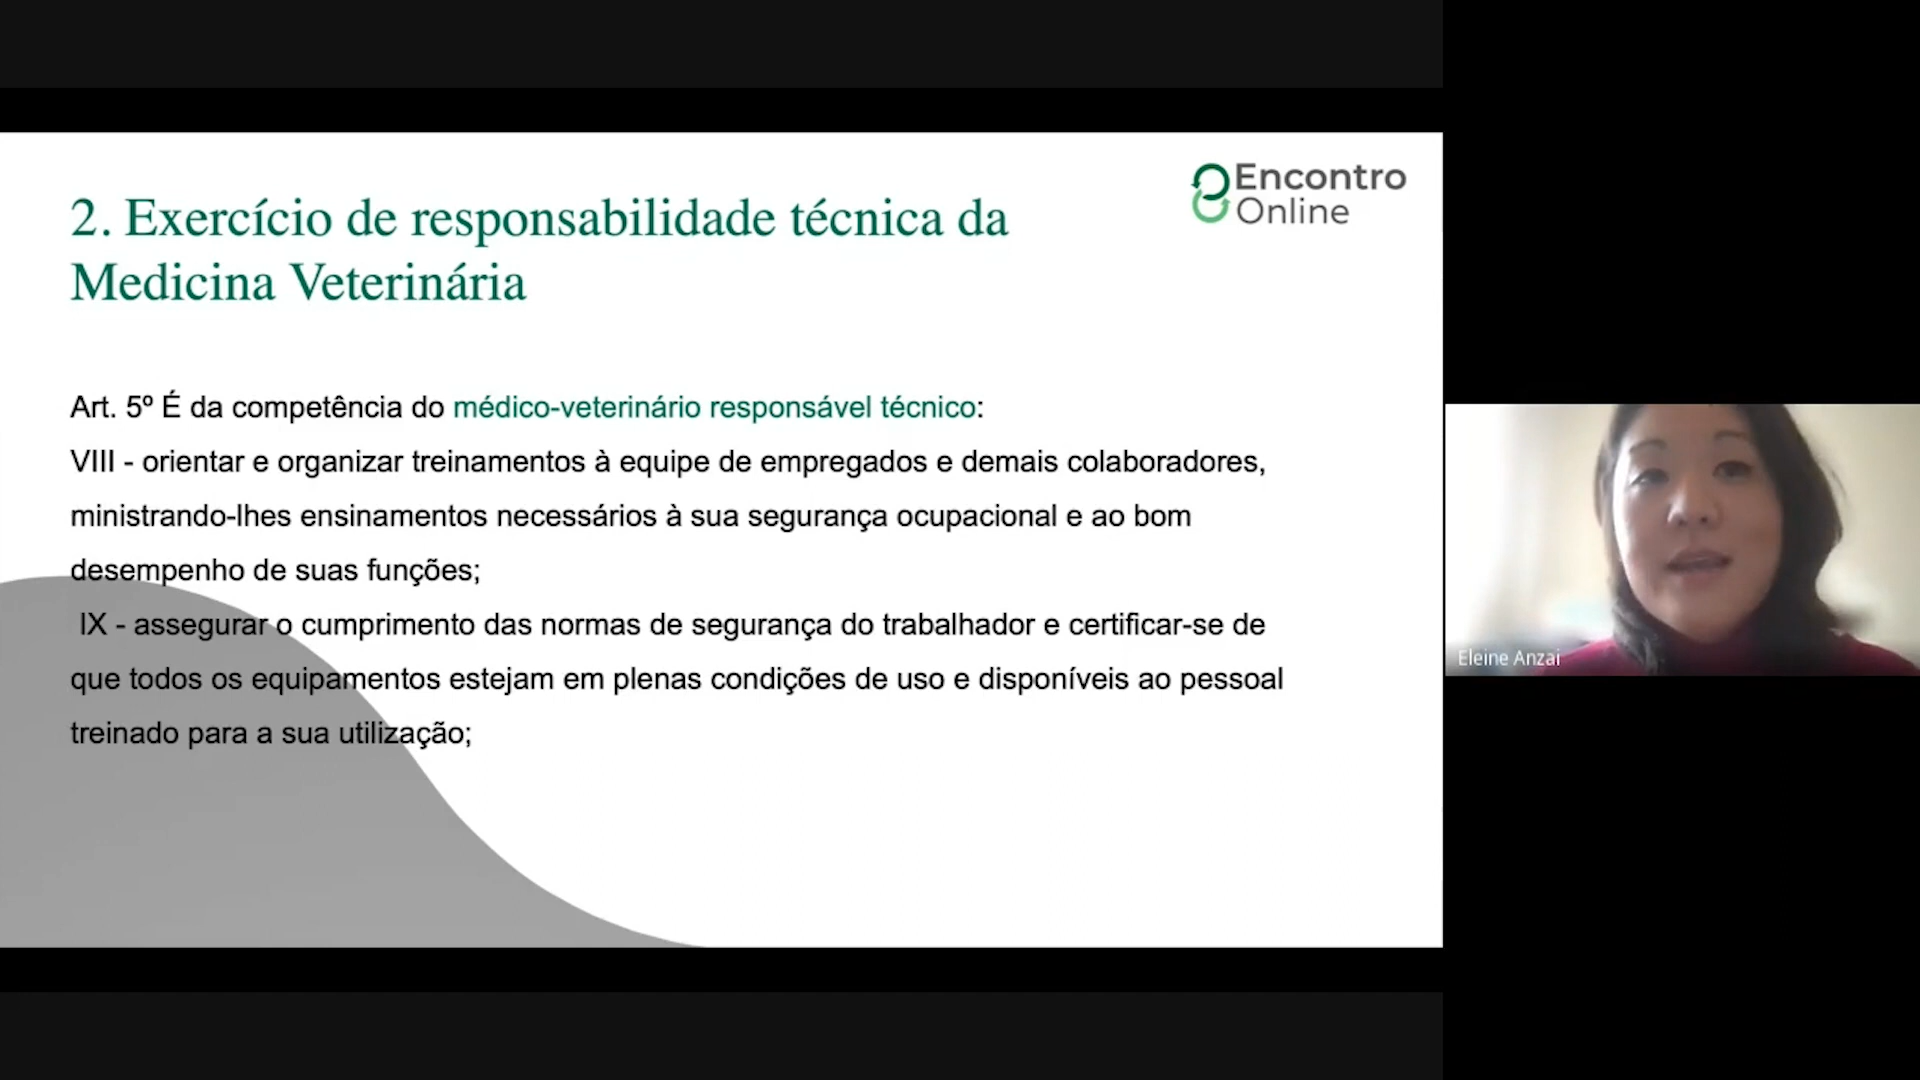 Encontro
Online
2. Exercício de responsabilidade técnica da
Medicina Veterinária
Art. 5º É da competência do médico-veterinário responsável técnico:
VIII - orientar e organizar treinamentos à equipe de empregados e demais colaboradores,
ministrando-lhes ensinamentos necessários à sua segurança ocupacional e ao bom
desempenho de suas funções;
IX - assegurar o cumprimento das normas de segurança do trabalhador e certificar-se de
que todos os equipamentos estejam em plenas condições de uso e disponíveis ao pessoal
treinado para a sua utilização;
Eleine Anzai